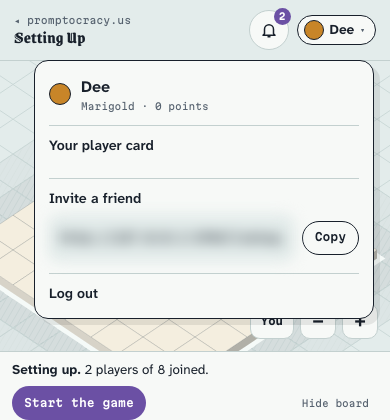 ◂ propmtocracy.us
Setting Up
2
Dee ▾
Dee
Marigold · 0 points
Your player card
Invite a friend
Copy
Log out
You − +
Setting up. 2 players of 8 joined.
Start the game
Hide board